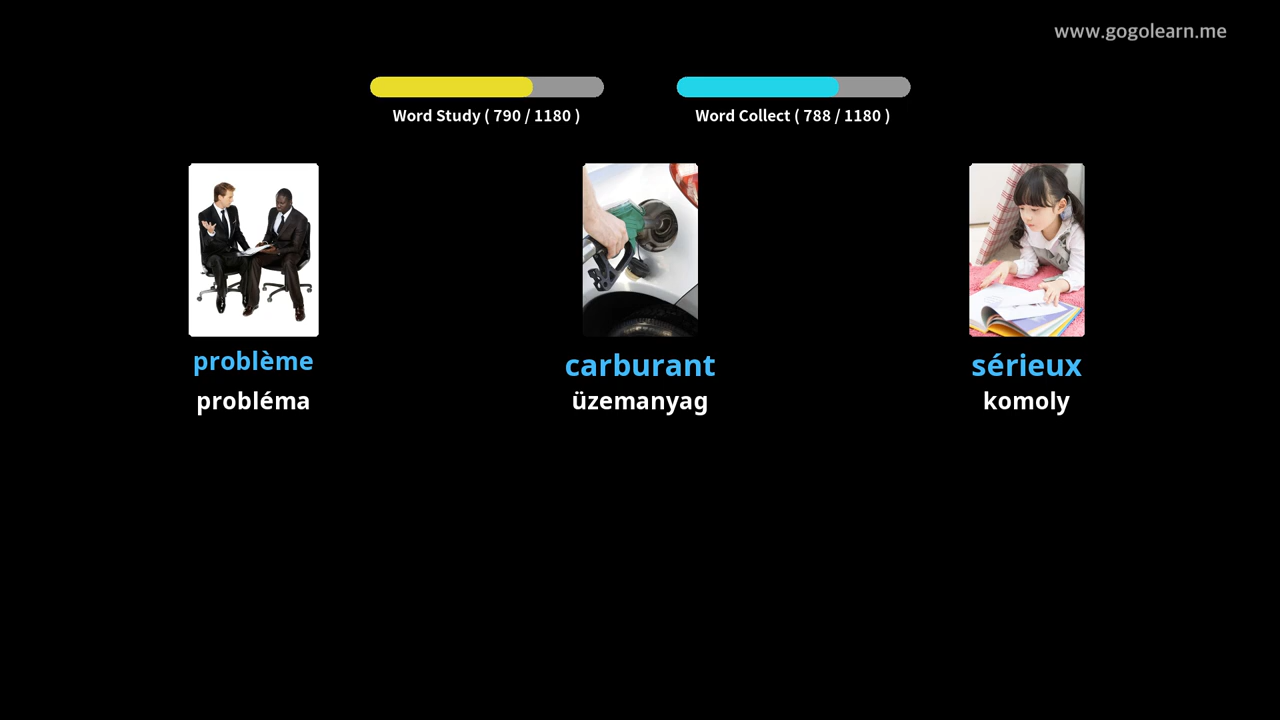 www.gogolearn.me
Word Study ( 790 / 1180 )
Word Collect ( 788 / 1180 )
problème
probléma
carburant
üzemanyag
sérieux
komoly